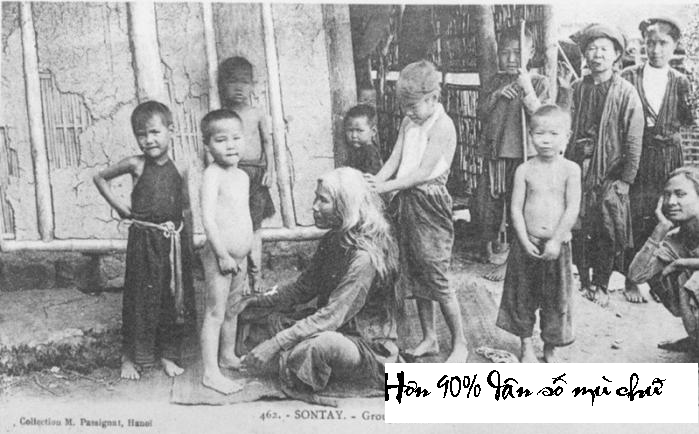 Hơn 90% dân số mù chữ
462. - SONTAY. - Grou
Collection M. Passignat, Hanoi